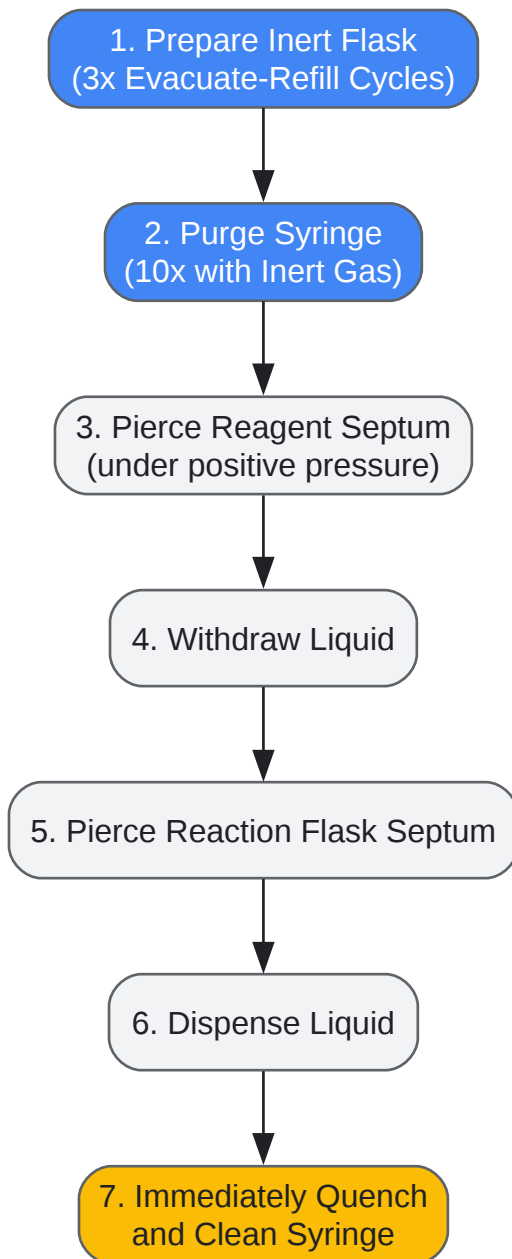 1. Prepare Inert Flask
(3x Evacuate-Refill Cycles)
2. Purge Syringe
(10x with Inert Gas)
3. Pierce Reagent Septum
(under positive pressure)
4. Withdraw Liquid
5. Pierce Reaction Flask Septum
6. Dispense Liquid
7. Immediately Quench
and Clean Syringe